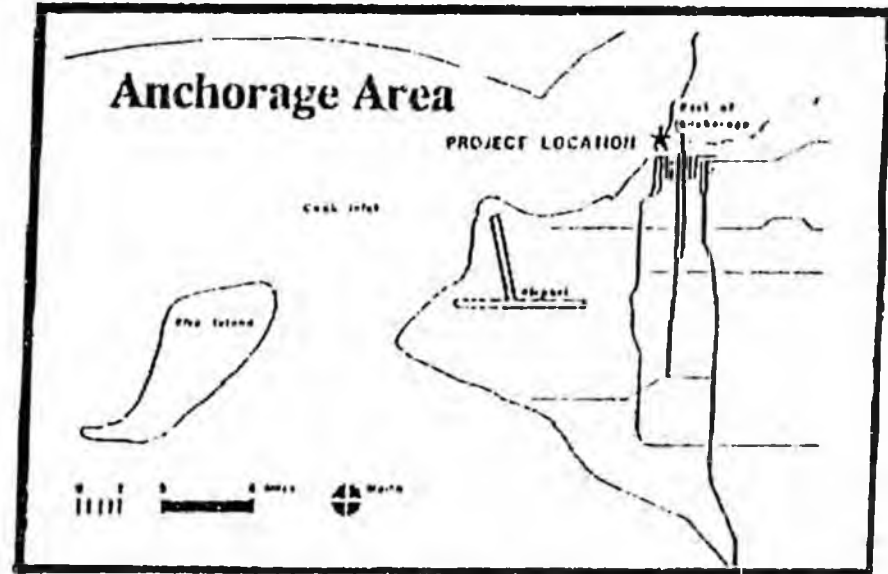 Anchorage Area
Port of
Anchorage
PROJECT LOCATION
Cook Inlet
Airport
Fire Island
North